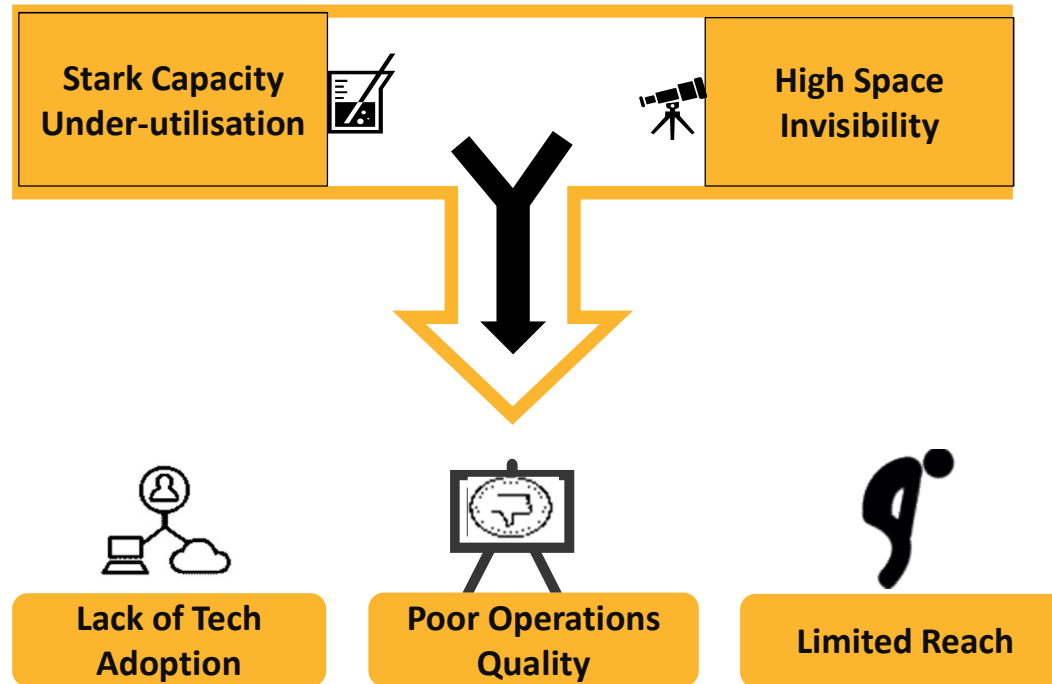 Stark Capacity
Under-utilisation
High Space
Invisibility
Lack of Tech
Adoption
Poor Operations
Quality
Limited Reach